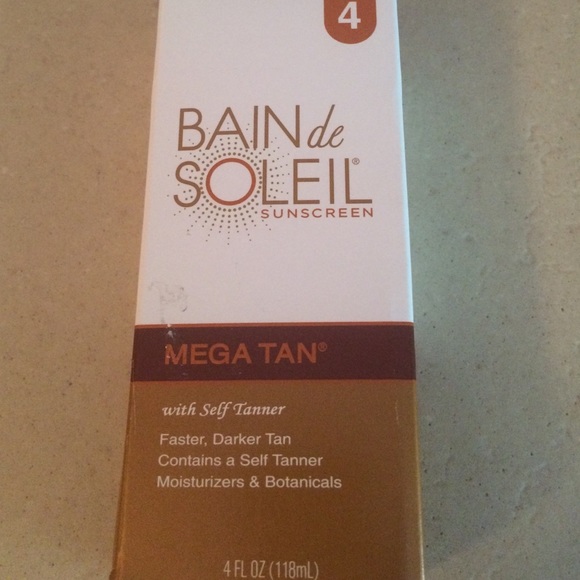 4
BAIN de
SOLEIL®
SUNSCREEN
MEGA TAN®
with Self Tanner
Faster, Darker Tan
Contains a Self Tanner
Moisturizers & Botanicals
4 FL OZ (118mL)